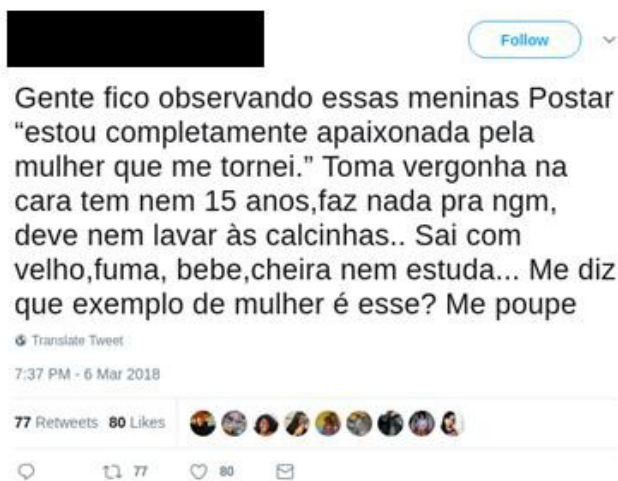 Follow
Gente fico observando essas meninas Postar
“estou completamente apaixonada pela
mulher que me tornei.” Toma vergonha na
cara tem nem 15 anos,faz nada pra ngm,
deve nem lavar às calcinhas.. Sai com
velho,fuma, bebe,cheira nem estuda... Me diz
que exemplo de mulher é esse? Me poupe
Translate Tweet
7:37 PM - 6 Mar 2018
77 Retweets 80 Likes
77 80